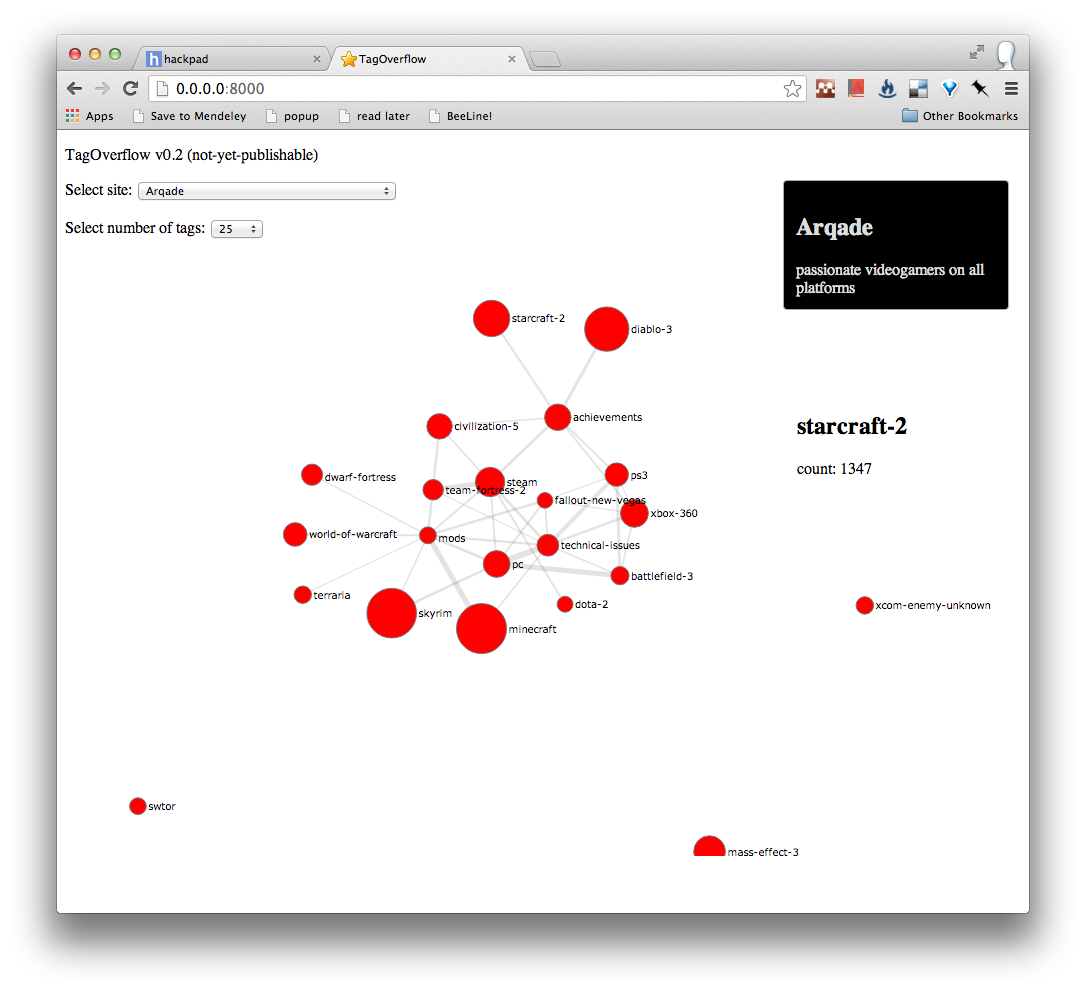 hackpad
TagOverflow
0.0.0.0:8000
Apps
Save to Mendeley
popup
read later
BeeLine!
Other Bookmarks
TagOverflow v0.2 (not-yet-publishable)
Select site: Arqade
Select number of tags: 25
Arqade
passionate videogamers on all
platforms
starcraft-2
diablo-3
achievements
civilization-5
starcraft-2
count: 1347
dwarf-fortress
steam
ps3
team-fortress-2
fallout-new-vegas
xbox-360
world-of-warcraft
mods
technical-issues
pc
battlefield-3
terraria
dota-2
xcom-enemy-unknown
skyrim
minecraft
swtor
mass-effect-3